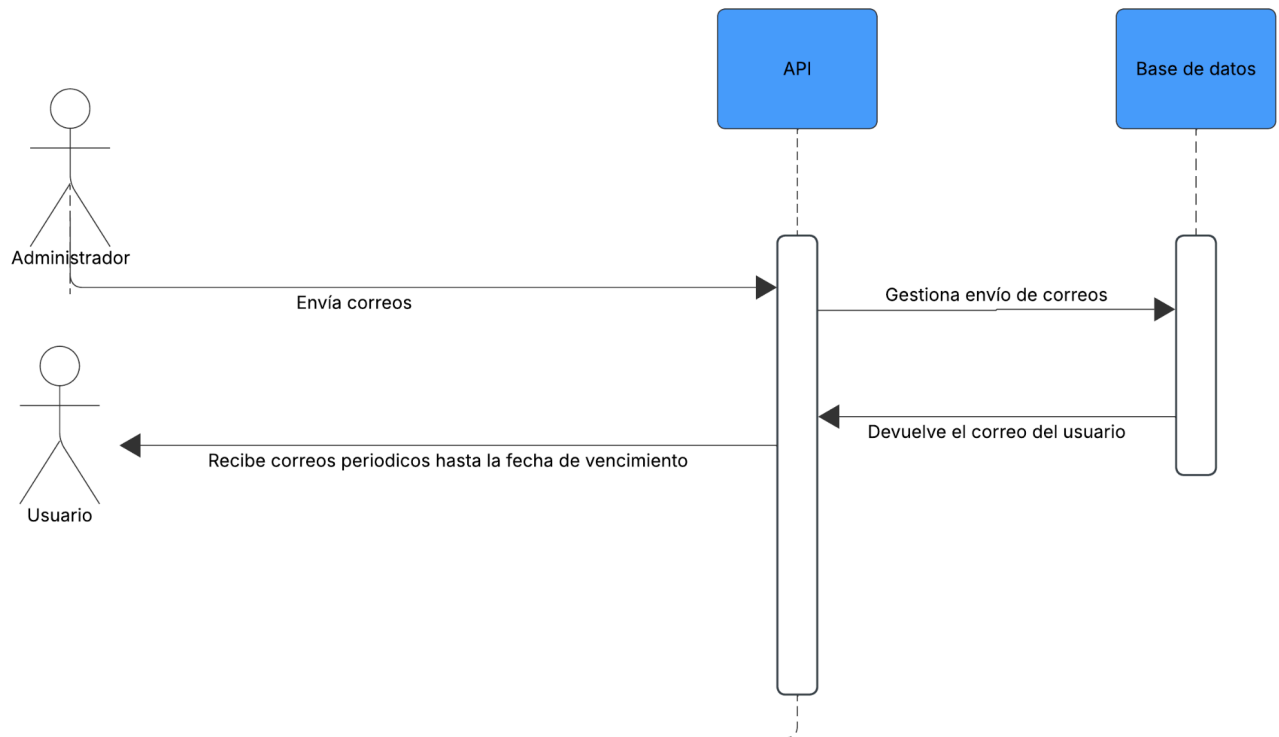 API
Base de datos
Administrador
Envía correos
Gestiona envío de correos
Devuelve el correo del usuario
Recibe correos periodicos hasta la fecha de vencimiento
Usuario